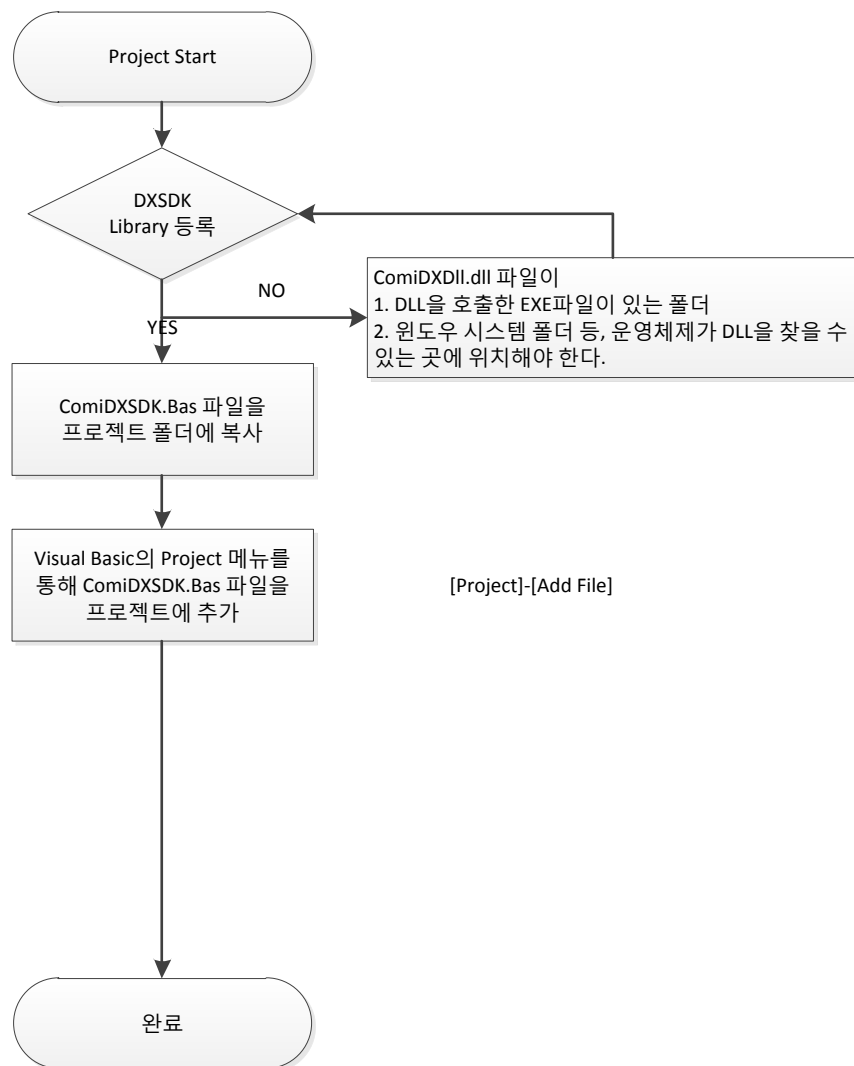 Project Start
DXSDK
Library 등록
NO
YES
ComiDXDll.dll 파일이
1. DLL을 호출한 EXE파일이 있는 폴더
2. 윈도우 시스템 폴더 등, 운영체제가 DLL을 찾을 수
있는 곳에 위치해야 한다.
ComiDXSDK.Bas 파일을
프로젝트 폴더에 복사
Visual Basic의 Project 메뉴를
통해 ComiDXSDK.Bas 파일을
프로젝트에 추가
[Project]-[Add File]
완료